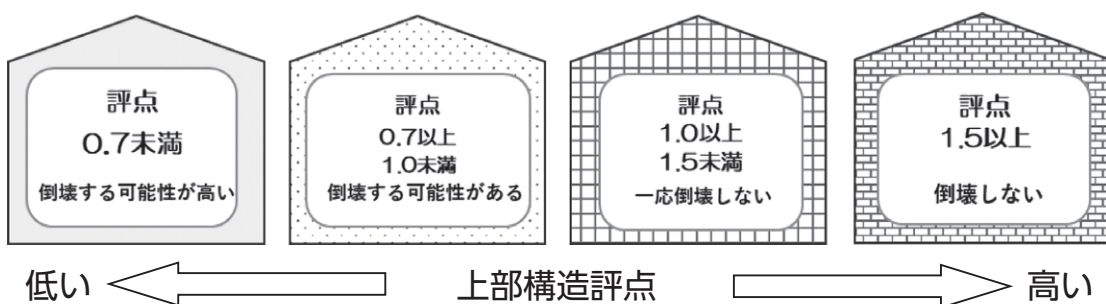 評点
0.7未満
倒壊する可能性が高い
評点
0.7以上
1.0未満
倒壊する可能性がある
評点
1.0以上
1.5未満
一応倒壊しない
評点
1.5以上
倒壊しない
低い 上部構造評点 高い